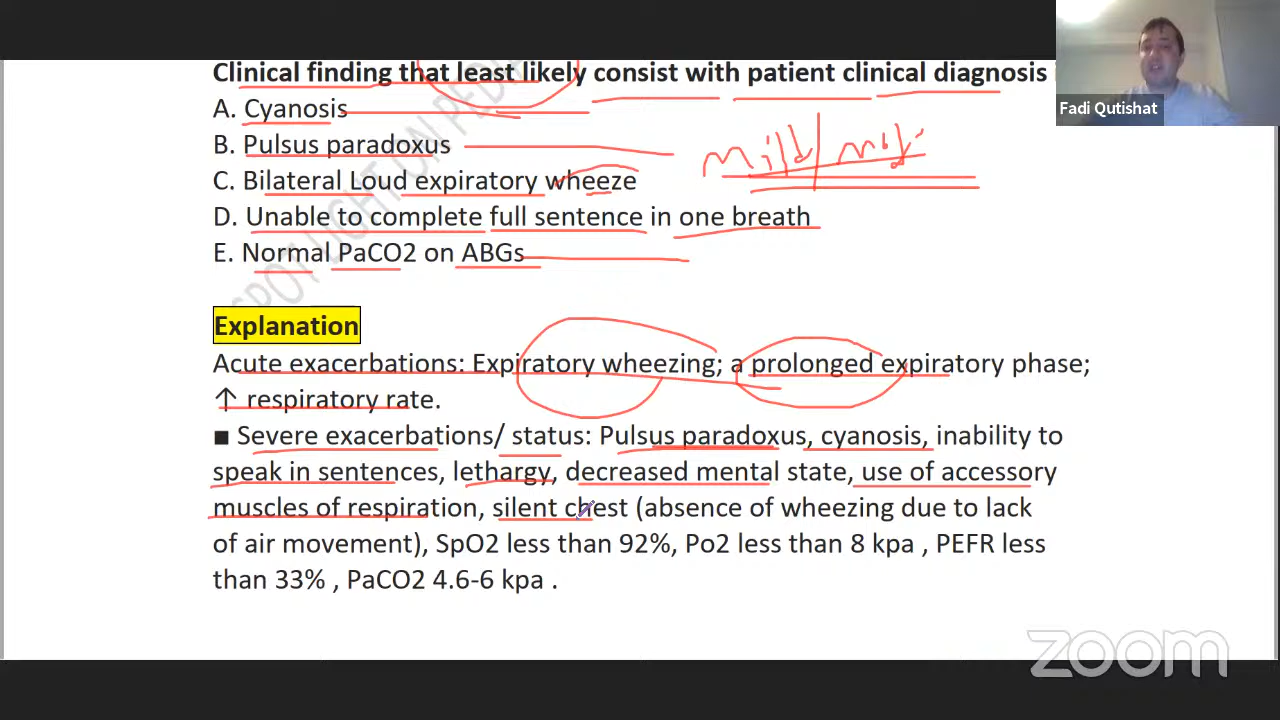 Clinical finding that least likely consist with patient clinical diagnosis
A. Cyanosis
B. Pulsus paradoxus
C. Bilateral Loud expiratory wheeze
D. Unable to complete full sentence in one breath
E. Normal PaCO2 on ABGs
mild
Fadi Qutishat
SPOT LIGHT ON
Explanation
Acute exacerbations: Expiratory wheezing; a prolonged expiratory phase;
↑ respiratory rate.
■ Severe exacerbations/ status: Pulsus paradoxus, cyanosis, inability to
speak in sentences, lethargy, decreased mental state, use of accessory
muscles of respiration, silent chest (absence of wheezing due to lack
of air movement), SpO2 less than 92%, Po2 less than 8 kpa , PEFR less
than 33% , PaCO2 4.6-6 kpa .
zoom